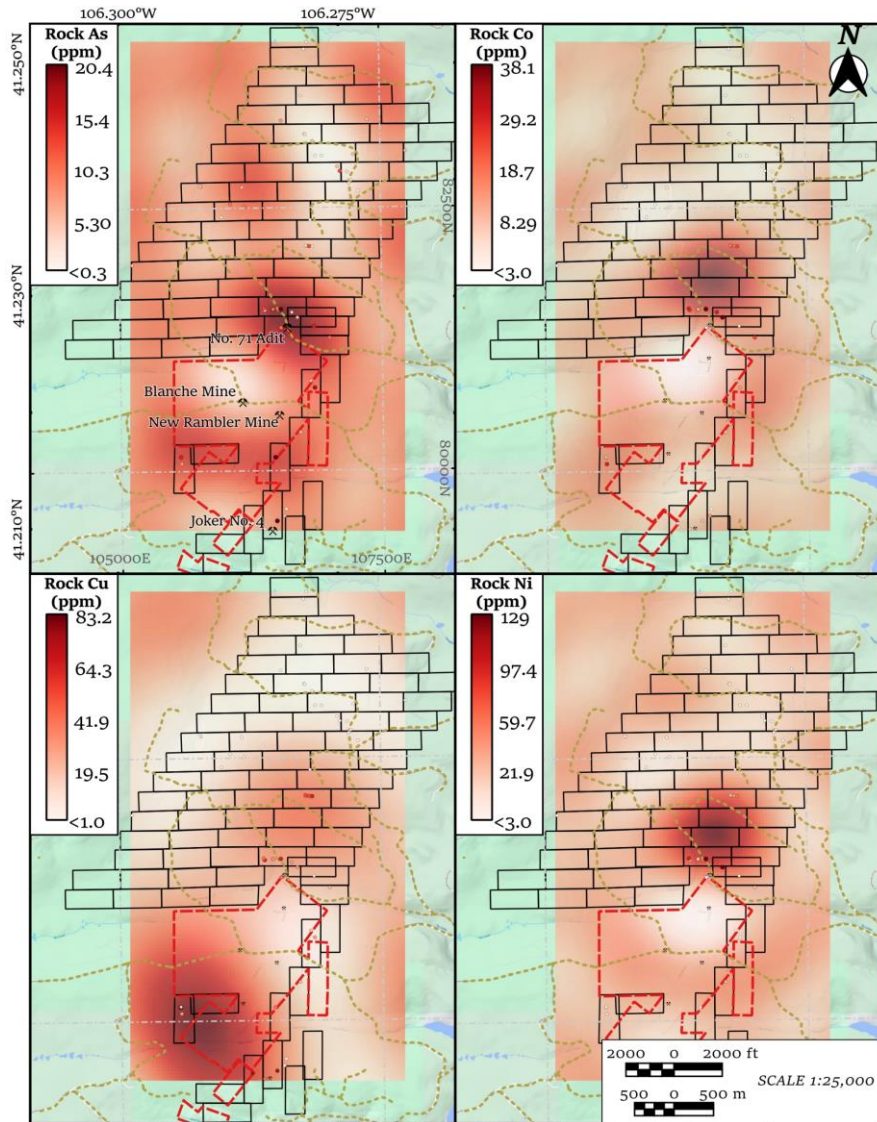 106.300°W
106.275°W
Rock As
(ppm)
20.4
15.4
10.3
5.30
<0.3
41.250°N
41.230°N
41.210°N
82500N
80000N
No. 71 Adit
Blanche Mine
New Rambler Mine
Joker No. 4
105000E
107500E
Rock Co
(ppm)
38.1
29.2
18.7
8.29
<3.0
N
Rock Cu
(ppm)
83.2
64.3
41.9
19.5
<1.0
Rock Ni
(ppm)
129
97.4
59.7
21.9
<3.0
2000 0 2000 ft
SCALE 1:25,000
500 0 500 m